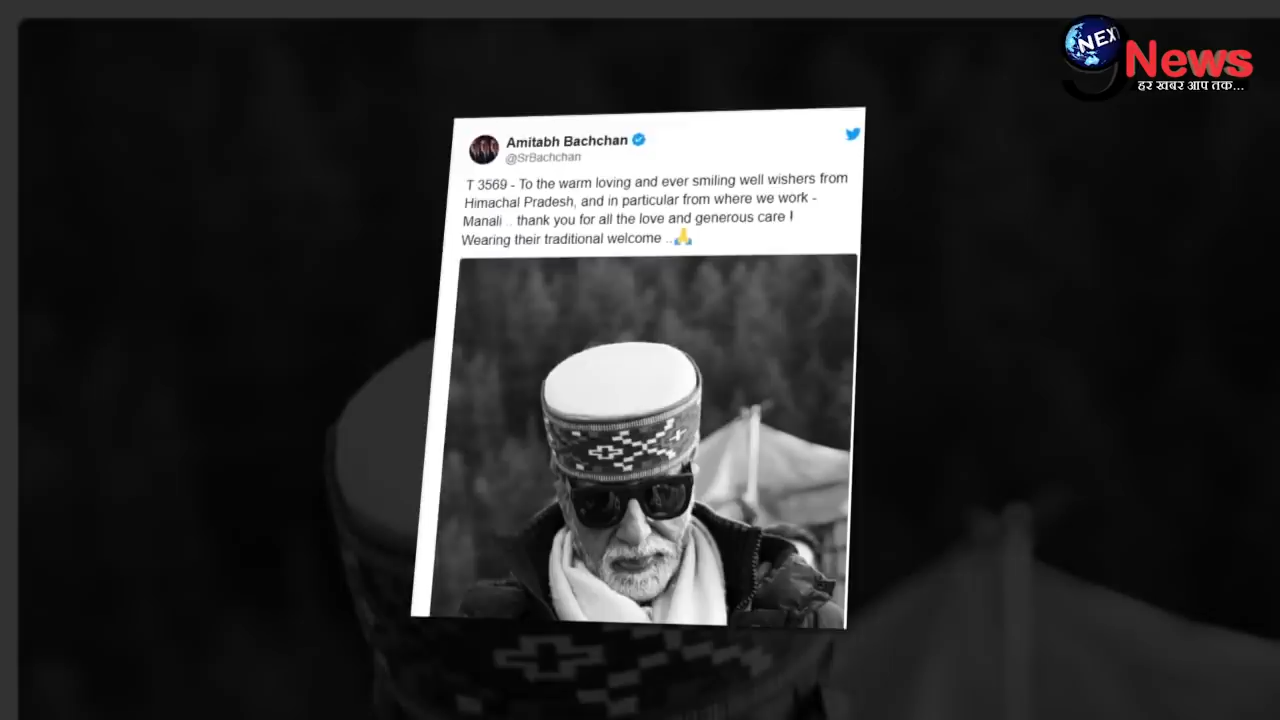 NEXT
9
News
हर खबर आप तक...
Amitabh Bachchan
@SrBachchan
T 3569 - To the warm loving and ever smiling well wishers from
Himachal Pradesh, and in particular from where we work -
Manali .. thank you for all the love and generous care !
Wearing their traditional welcome ..🙏